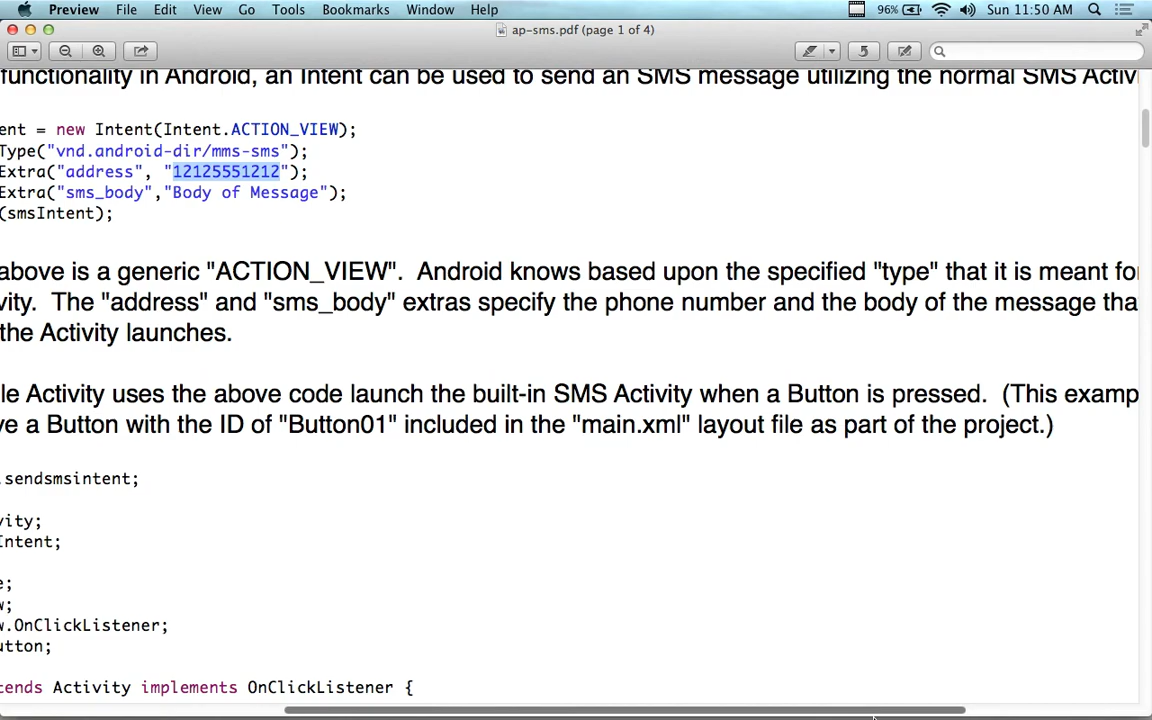 Preview File Edit View Go Tools Bookmarks Window Help 96% Sun 11:50 AM
ap-sms.pdf (page 1 of 4)
functionality in Android, an Intent can be used to send an SMS message utilizing the normal SMS Activi
ent = new Intent(Intent.ACTION_VIEW);
Type("vnd.android-dir/mms-sms");
Extra("address", "12125551212");
Extra("sms_body","Body of Message");
(smsIntent);
above is a generic "ACTION_VIEW". Android knows based upon the specified "type" that it is meant for
vity. The "address" and "sms_body" extras specify the phone number and the body of the message tha
the Activity launches.
le Activity uses the above code launch the built-in SMS Activity when a Button is pressed. (This examp
ve a Button with the ID of "Button01" included in the "main.xml" layout file as part of the project.)
.sendsmsintent;
vity;
Intent;
e;
w;
w.OnClickListener;
utton;
tends Activity implements OnClickListener {